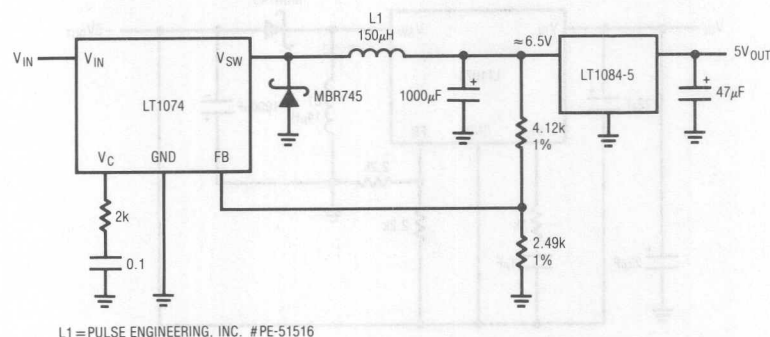 L1
150µH
≈6.5V
V_IN
V_IN
V_SW
LT1074
MBR745
+
1000µF
LT1084-5
5V_OUT
+
47µF
4.12k
1%
V_C
GND
FB
2k
0.1
2.49k
1%
L1=PULSE ENGINEERING, INC. #PE-51516